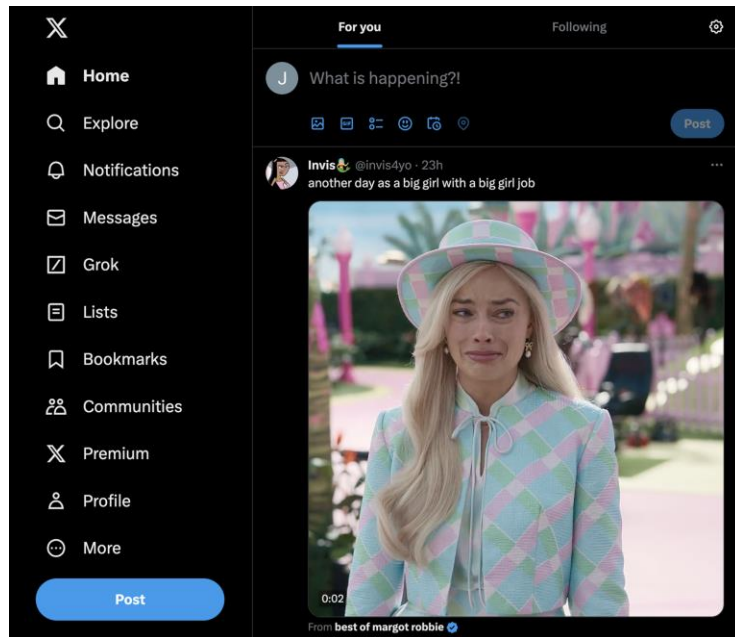 For you Following
Home
J What is happening?!
Explore
GIF
Post
Invis @invis4yo · 23h
Notifications
another day as a big girl with a big girl job
Messages
Grok
Lists
Bookmarks
Communities
Premium
Profile
More
Post
0:02
From best of margot robbie